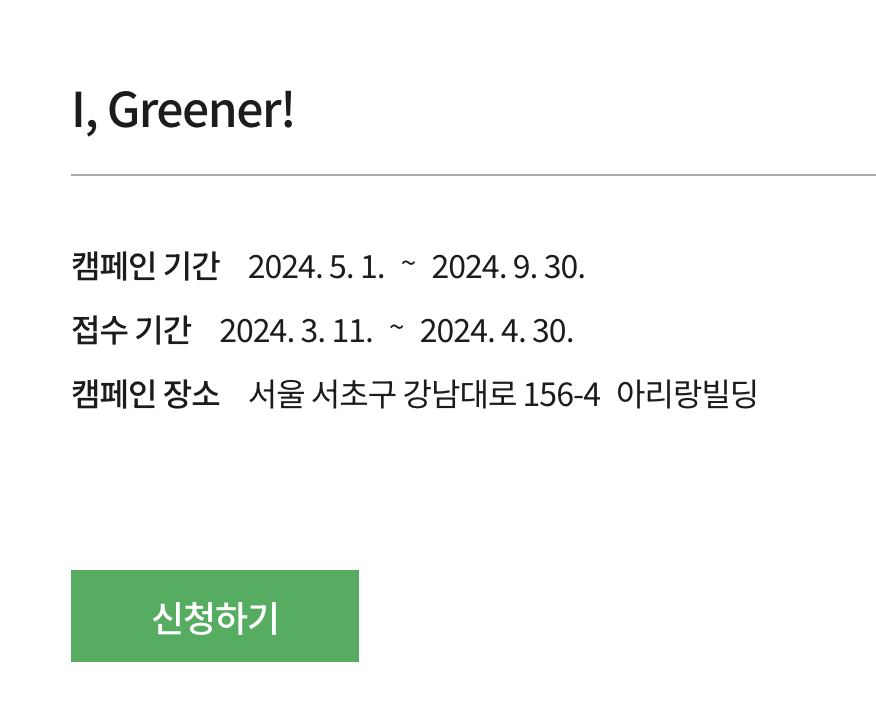 I, Greener!
캠페인 기간 2024. 5. 1. ~ 2024. 9. 30.
접수 기간 2024. 3. 11. ~ 2024. 4. 30.
캠페인 장소 서울 서초구 강남대로 156-4 아리랑빌딩
신청하기